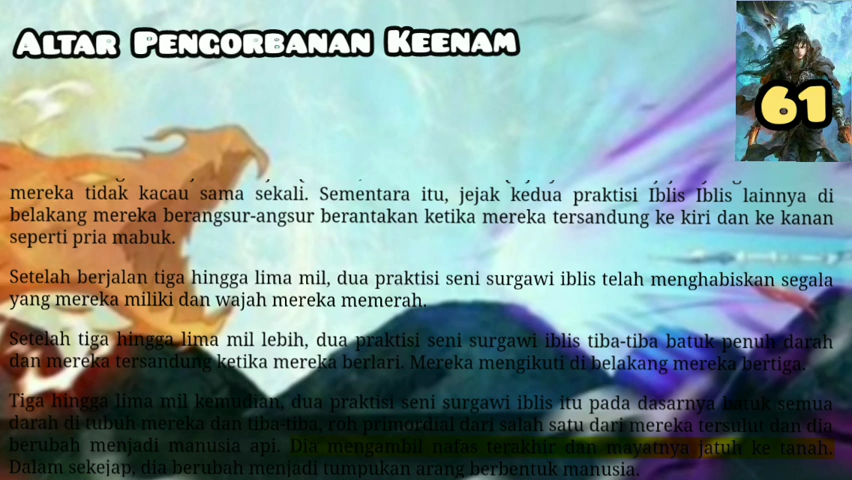 Altar Pengorbanan Keenam
61
mereka tidak kacau sama sekali. Sementara itu, jejak kedua praktisi Iblis Iblis lainnya di
belakang mereka berangsur-angsur berantakan ketika mereka tersandung ke kiri dan ke kanan
seperti pria mabuk.
Setelah berjalan tiga hingga lima mil, dua praktisi seni surgawi iblis telah menghabiskan segala
yang mereka miliki dan wajah mereka memerah.
Setelah tiga hingga lima mil lebih, dua praktisi seni surgawi iblis tiba-tiba batuk penuh darah
dan mereka tersandung ketika mereka berlari. Mereka mengikuti di belakang mereka bertiga.
Tiga hingga lima mil kemudian, dua praktisi seni surgawi iblis itu pada dasarnya batuk semua
darah di tubuh mereka dan tiba-tiba, roh primordial dari salah satu dari mereka tersulut dan dia
berubah menjadi manusia api. Dia mengambil nafas terakhir dan mayatnya jatuh ke tanah.
Dalam sekejap, dia berubah menjadi tumpukan arang berbentuk manusia.